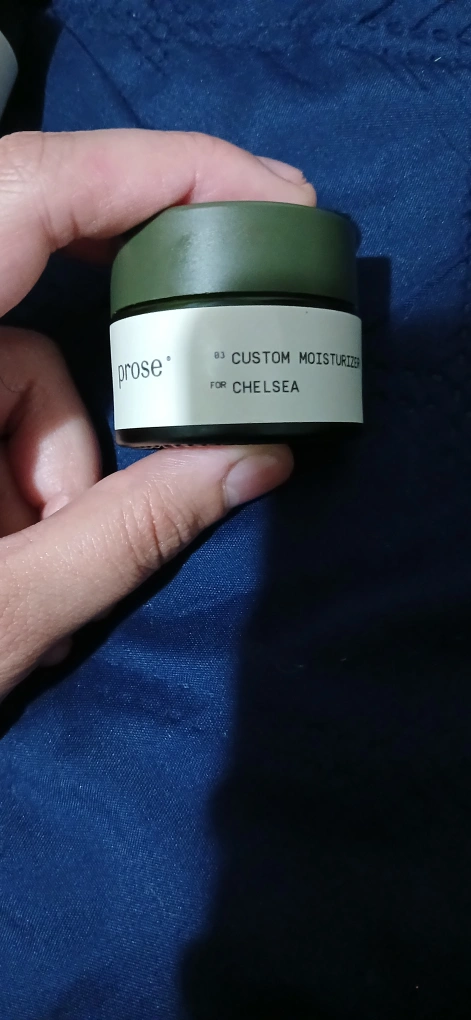 prose®
03 CUSTOM MOISTURIZER
FOR CHELSEA